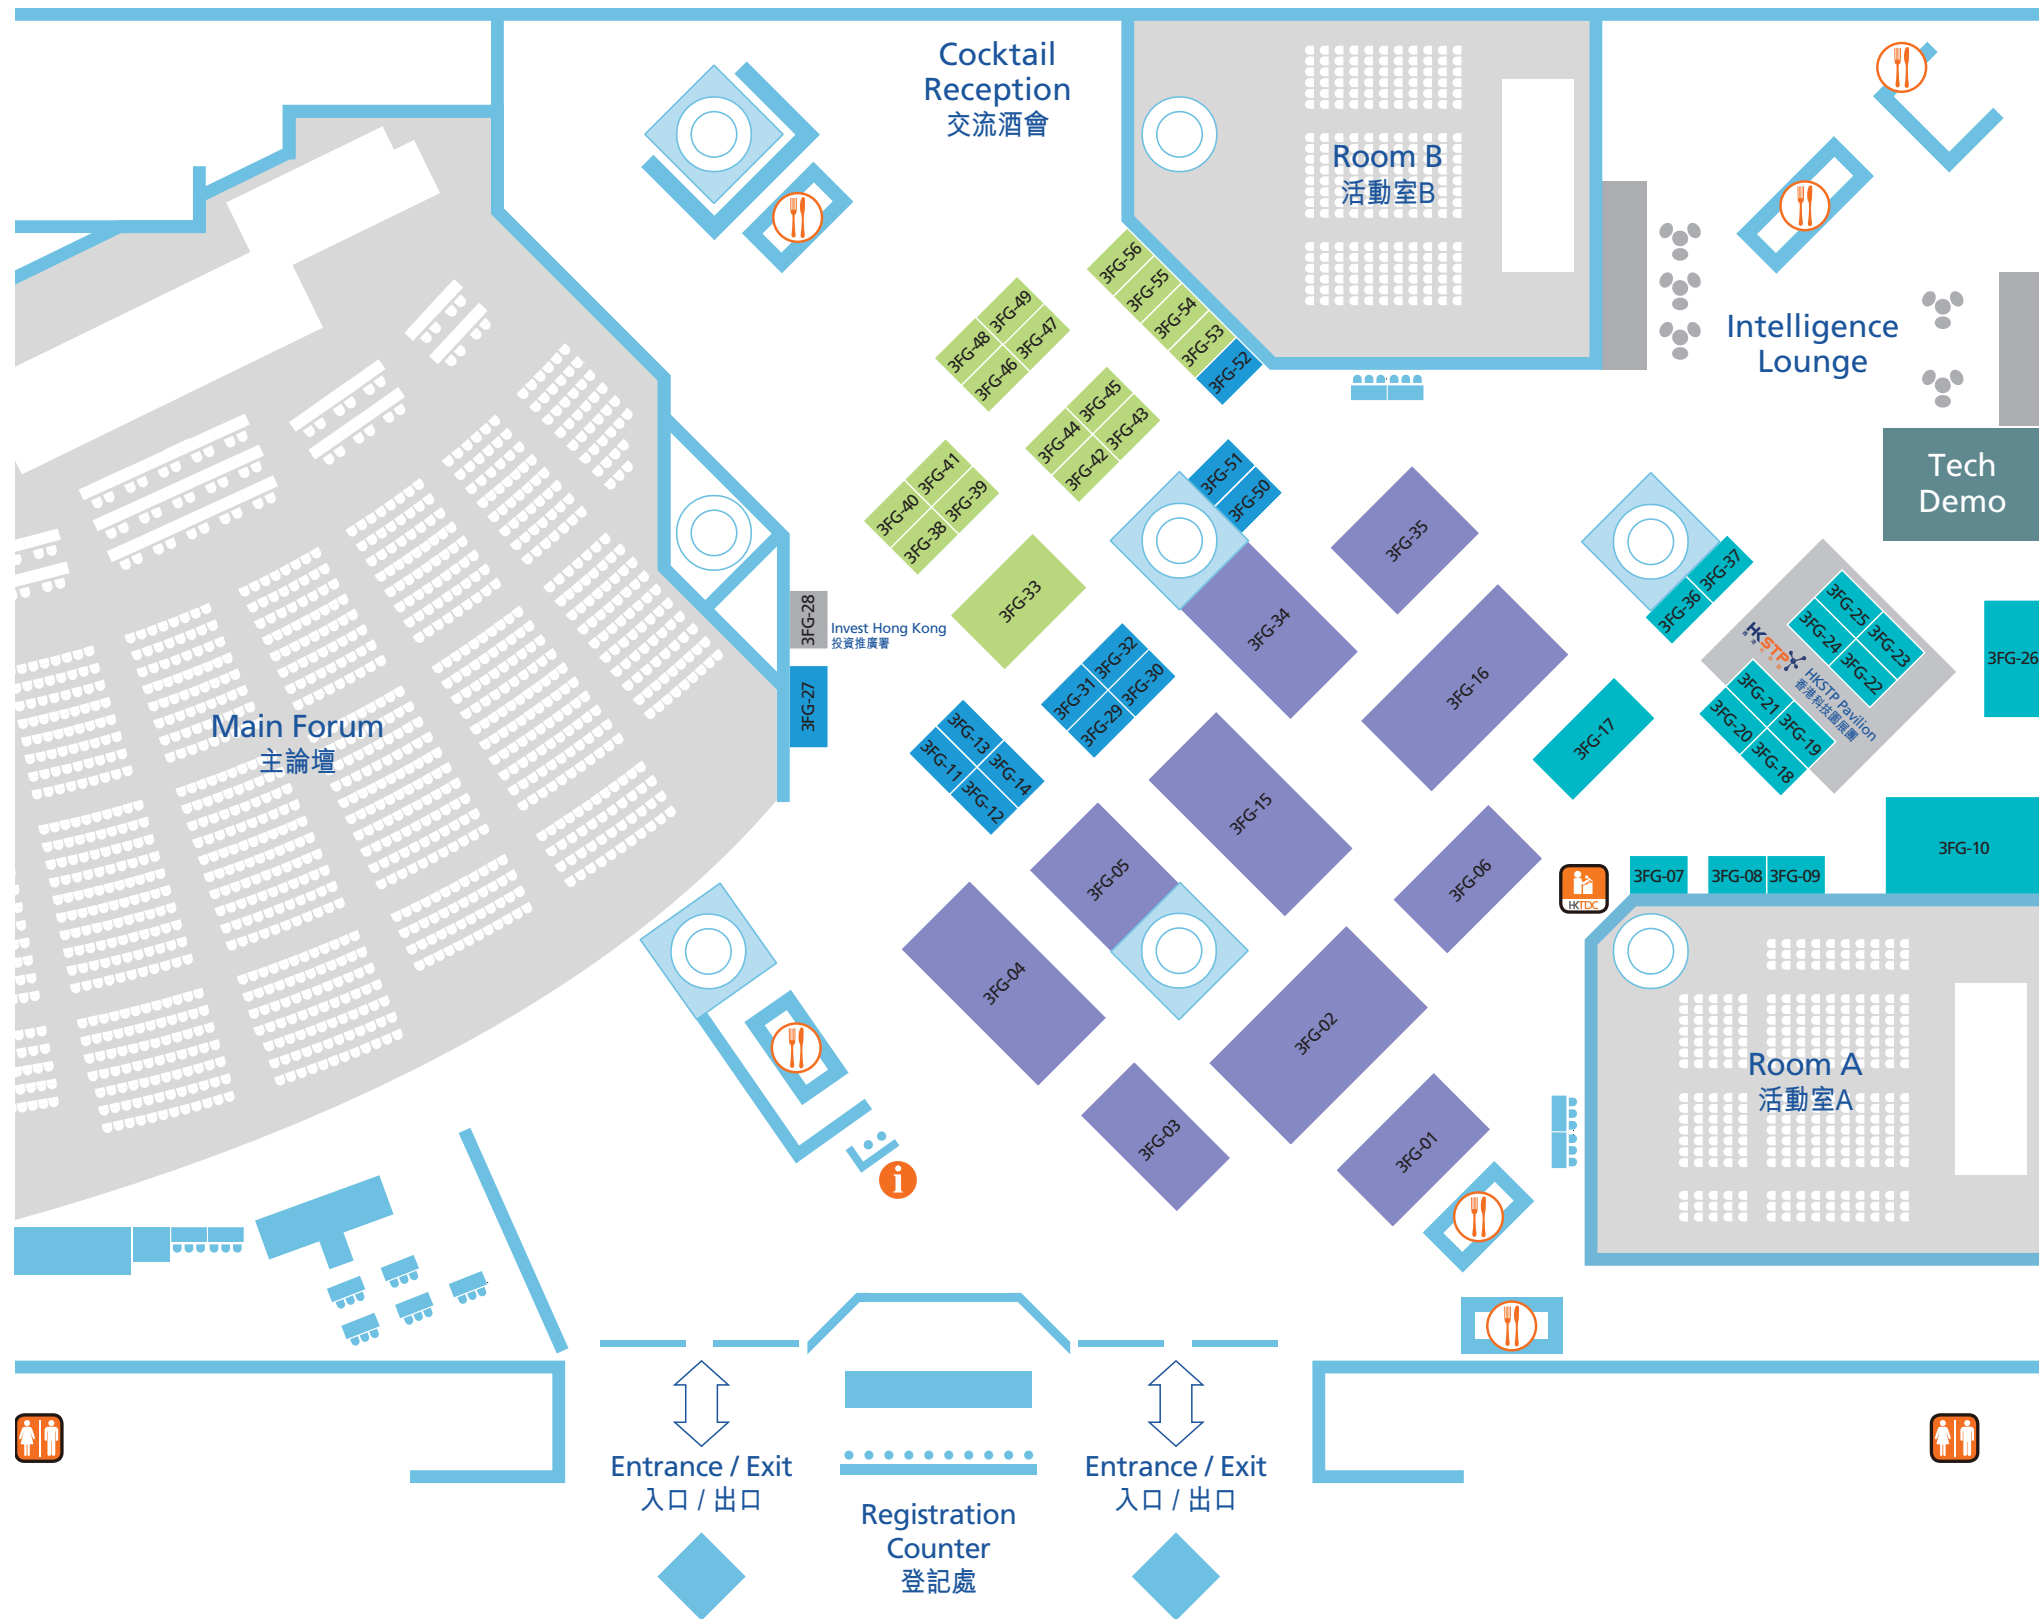 Cocktail
Reception
交流酒會
Room B
活動室B
Intelligence
Lounge
Tech
Demo
3FG-56
3FG-55
3FG-54
3FG-53
3FG-52
3FG-49
3FG-48
3FG-47
3FG-46
3FG-45
3FG-44
3FG-43
3FG-42
3FG-41
3FG-40
3FG-39
3FG-38
3FG-51
3FG-50
3FG-35
3FG-33
3FG-34
3FG-37
3FG-36
3FG-25
3FG-24
3FG-23
3FG-22
HKSTP
HKSTP Pavilion
香港科技園展團
3FG-21
3FG-20
3FG-19
3FG-18
3FG-26
3FG-28
Invest Hong Kong
投資推廣署
3FG-27
Main Forum
主論壇
3FG-32
3FG-31
3FG-30
3FG-29
3FG-13
3FG-11
3FG-14
3FG-12
3FG-16
3FG-17
3FG-15
3FG-05
3FG-06
3FG-10
3FG-07
3FG-08
3FG-09
HKTDC
3FG-04
3FG-02
3FG-03
3FG-01
Room A
活動室A
i
Entrance / Exit
入口 / 出口
Registration
Counter
登記處
Entrance / Exit
入口 / 出口